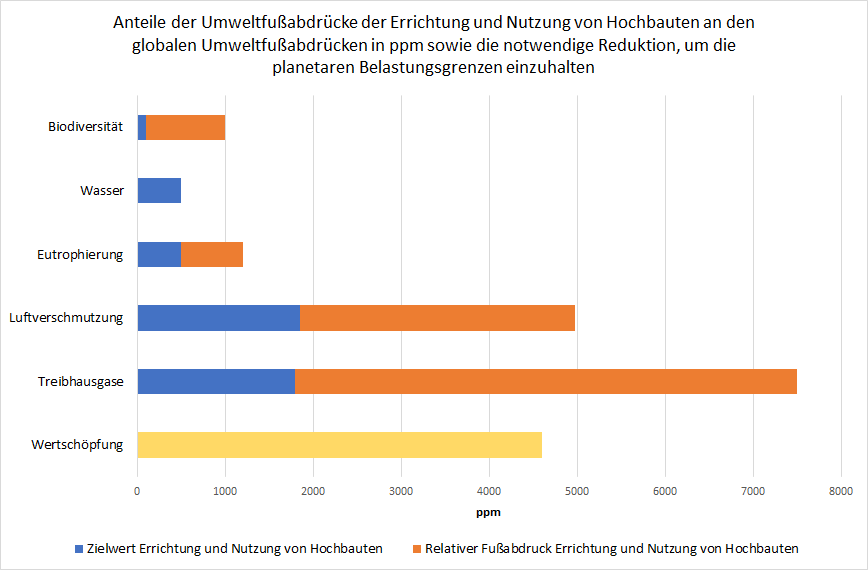 Anteile der Umweltfußabdrücke der Errichtung und Nutzung von Hochbauten an den
globalen Umweltfußabdrücken in ppm sowie die notwendige Reduktion, um die
planetaren Belastungsgrenzen einzuhalten
Biodiversität
Wasser
Eutrophierung
Luftverschmutzung
Treibhausgase
Wertschöpfung
0 1000 2000 3000 4000 5000 6000 7000 8000
ppm
Zielwert Errichtung und Nutzung von Hochbauten Relativer Fußabdruck Errichtung und Nutzung von Hochbauten